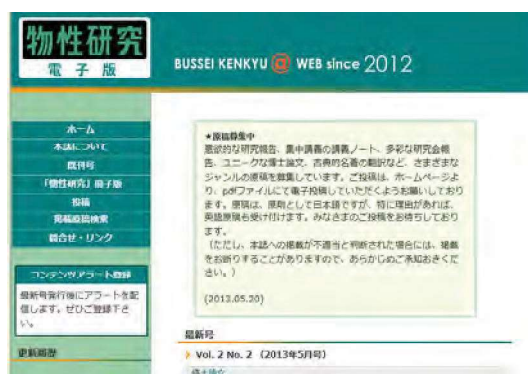 物性研究
電子版
BUSSEI KENKYU @ WEB since 2012
ホーム
本誌について
既刊号
「物性研究」冊子版
投稿
掲載原稿検索
問合せ・リンク
コンテンツアラート登録
最新号発行後にアラートを配
信します。ぜひご登録下さ
い。
更新履歴
★原稿募集中
意欲的な研究報告、集中講義の講義ノート、多彩な研究会報
告、ユニークな博士論文、古典的名著の翻訳など、さまざまな
ジャンルの原稿を募集しています。ご投稿は、ホームページよ
り、pdfファイルにて電子投稿していただくようお願いしており
ます。原稿は、原則として日本語ですが、特に理由があれば、
英語原稿も受け付けます。みなさまのご投稿をお待ちしており
ます。
（ただし、本誌への掲載が不適当と判断された場合には、掲載
をお断りすることがありますので、あらかじめご承知おきくだ
さい。）
(2013.05.20)
最新号
Vol. 2 No. 2 （2013年5月号）